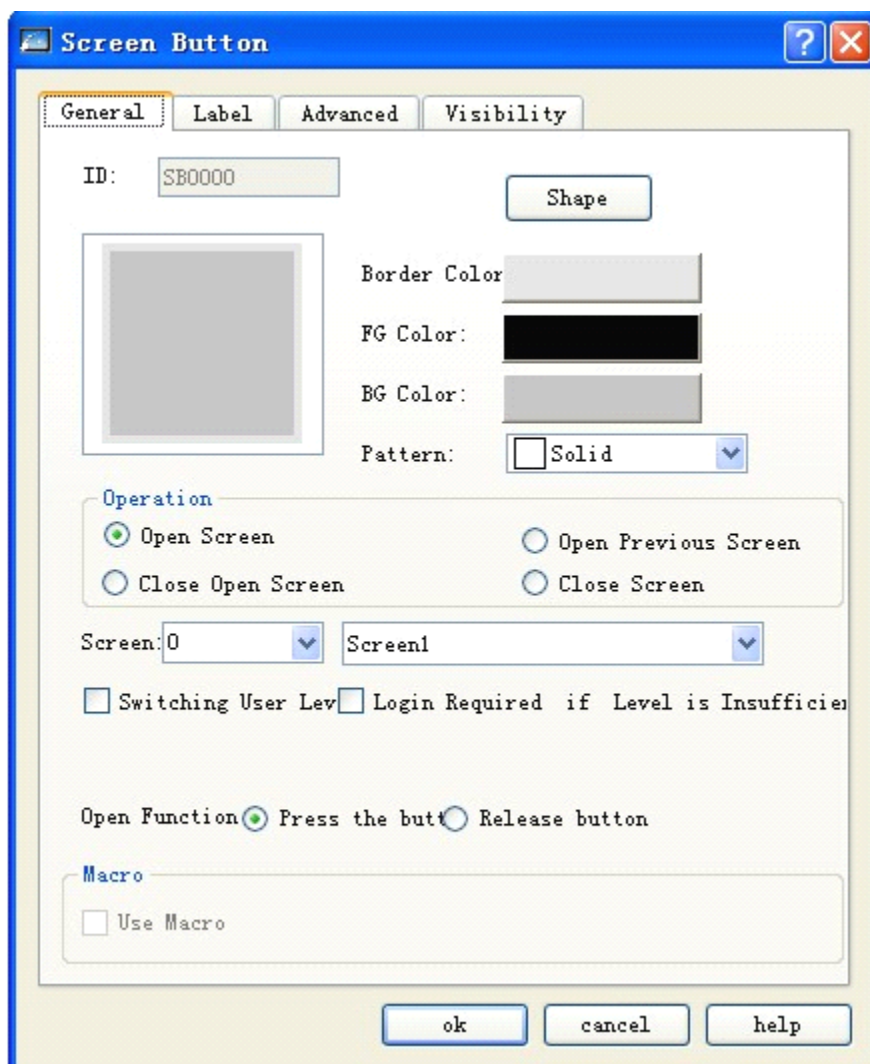 Screen Button
General Label Advanced Visibility
ID: SB0000
Shape
Border Color
FG Color:
BG Color:
Pattern: Solid
Operation
Open Screen Open Previous Screen
Close Open Screen Close Screen
Screen: 0 Screen1
Switching User Lev Login Required if Level is Insufficien
Open Function Press the butt Release button
Macro
Use Macro
ok cancel help